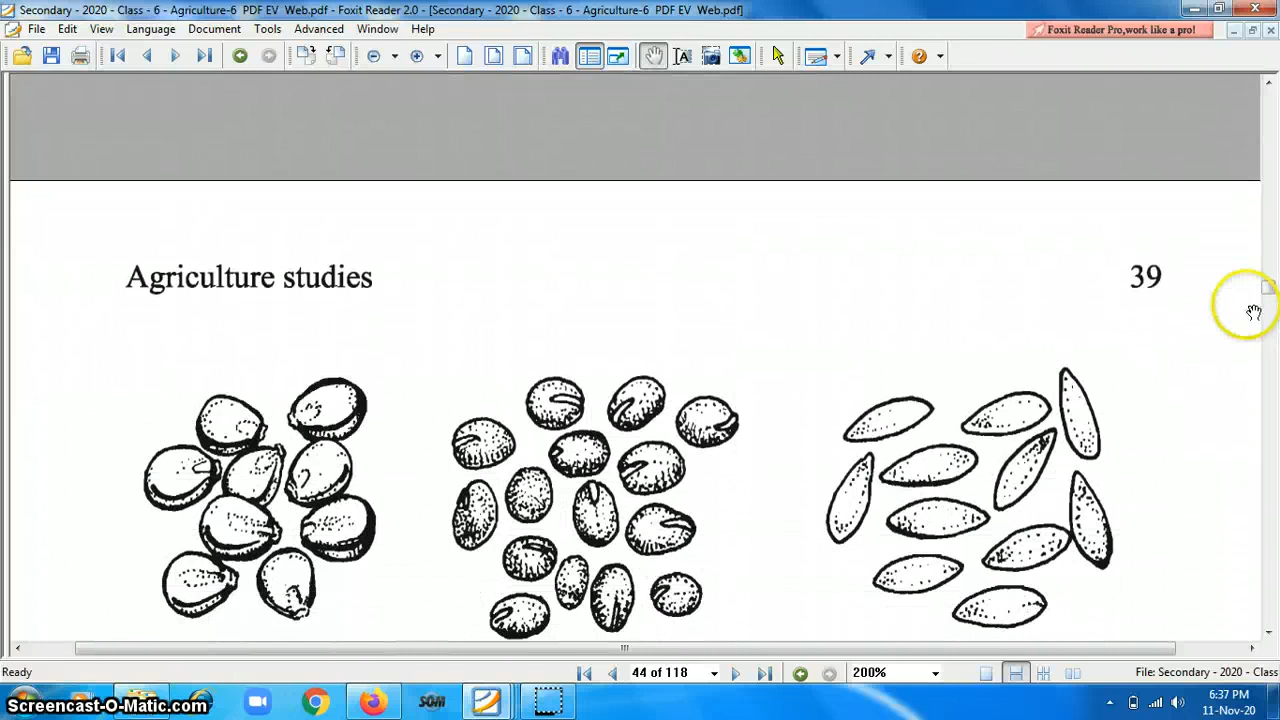 Secondary - 2020 - Class - 6 - Agriculture-6 PDF EV Web.pdf - Foxit Reader 2.0 - [Secondary - 2020 - Class - 6 - Agriculture-6 PDF EV Web.pdf]
File Edit View Language Document Tools Advanced Window Help
Foxit Reader Pro,work like a pro!
Agriculture studies 39
Ready
44 of 118
200%
File: Secondary - 2020 - Class
SOM
6:37 PM
11-Nov-20
Screencast-O-Matic.com